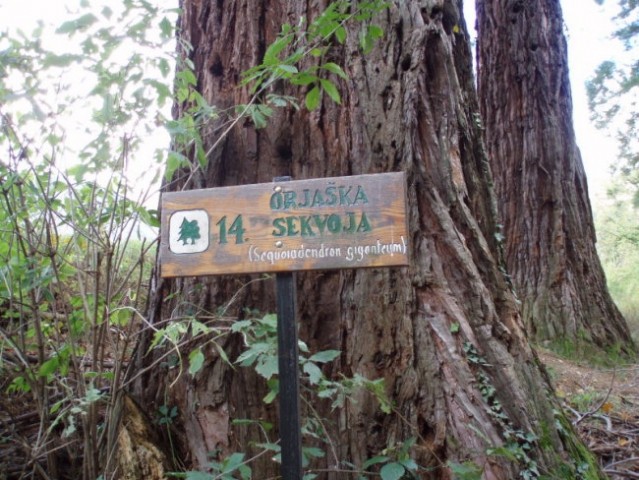 14. ORJAŠKA
SEKVOJA
(Sequoiadendron giganteum)